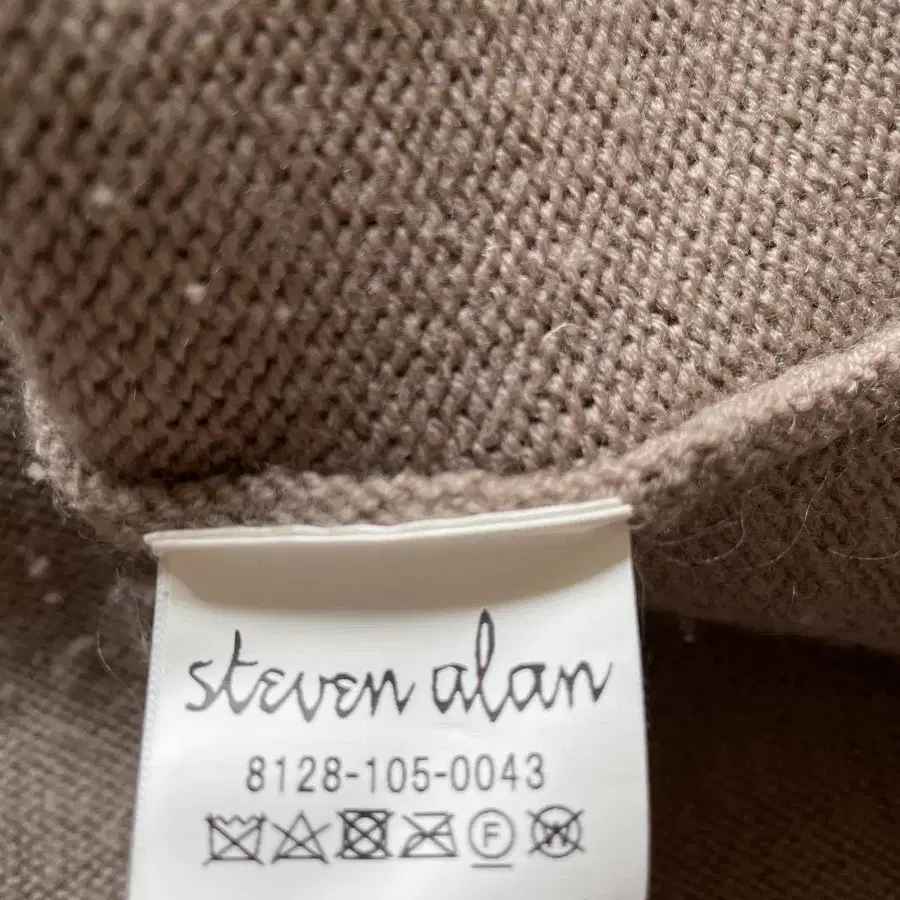 steven alan
8128-105-0043
F W